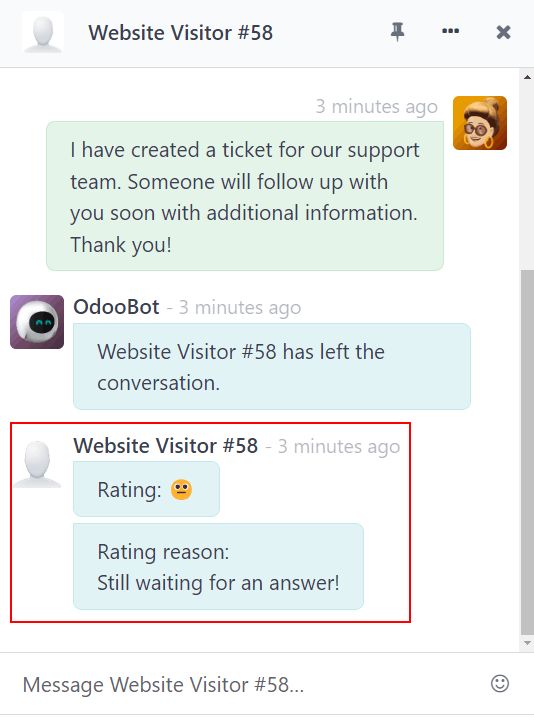 Website Visitor #58
3 minutes ago
I have created a ticket for our support
team. Someone will follow up with
you soon with additional information.
Thank you!
OdooBot - 3 minutes ago
Website Visitor #58 has left the
conversation.
Website Visitor #58 - 3 minutes ago
Rating: 😐
Rating reason:
Still waiting for an answer!
Message Website Visitor #58...